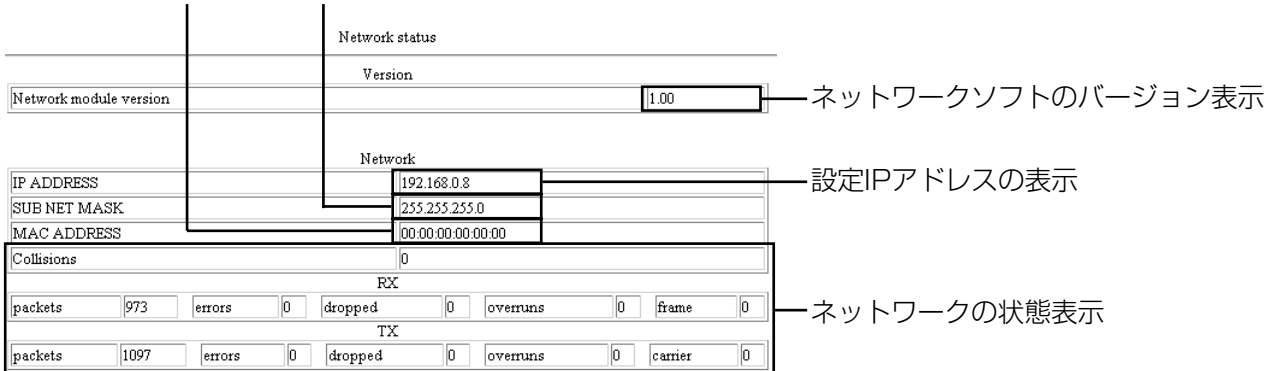 Network status
Version
Network module version 1.00 ネットワークソフトのバージョン表示
Network
IP ADDRESS 192.168.0.8 設定IPアドレスの表示
SUB NET MASK 255.255.255.0
MAC ADDRESS 00:00:00:00:00:00
Collisions 0
RX
packets 973 errors 0 dropped 0 overruns 0 frame 0
ネットワークの状態表示
TX
packets 1097 errors 0 dropped 0 overruns 0 carrier 0